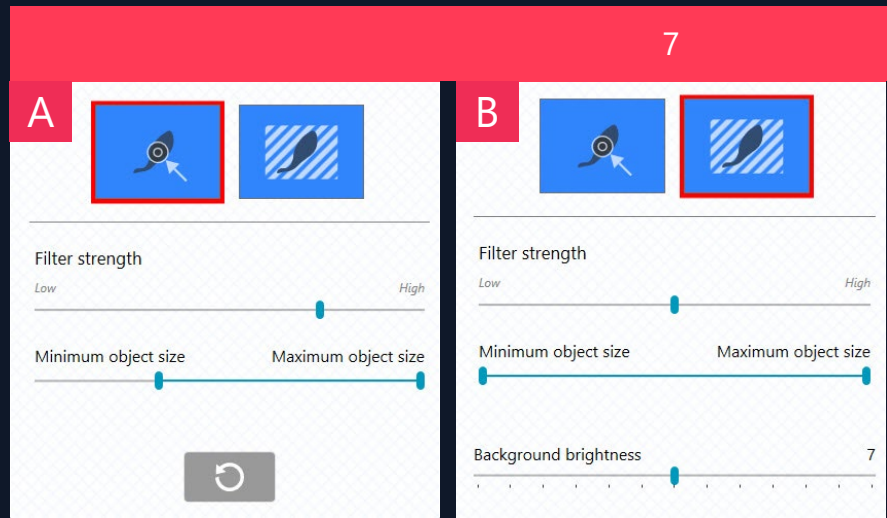 7
A
Filter strength
Low High
Minimum object size Maximum object size
B
Filter strength
Low High
Minimum object size Maximum object size
Background brightness 7